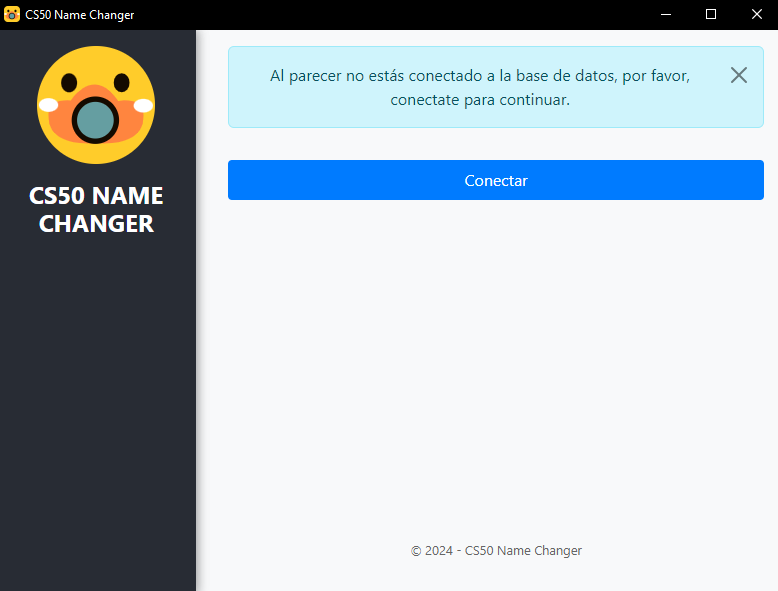 CS50 Name Changer
CS50 NAME
CHANGER
Al parecer no estás conectado a la base de datos, por favor,
conectate para continuar.
Conectar
© 2024 - CS50 Name Changer